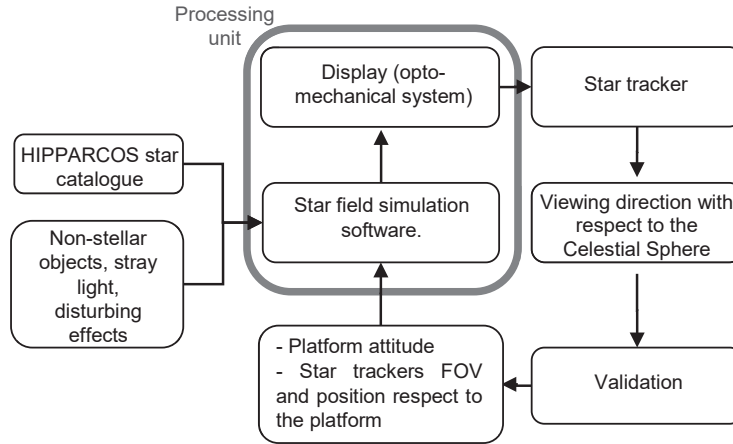 Processing
unit
Display (opto-
mechanical system)
Star tracker
HIPPARCOS star
catalogue
Star field simulation
software.
Viewing direction with
respect to the
Celestial Sphere
Non-stellar
objects, stray
light,
disturbing
effects
- Platform attitude
- Star trackers FOV
and position respect to
the platform
Validation